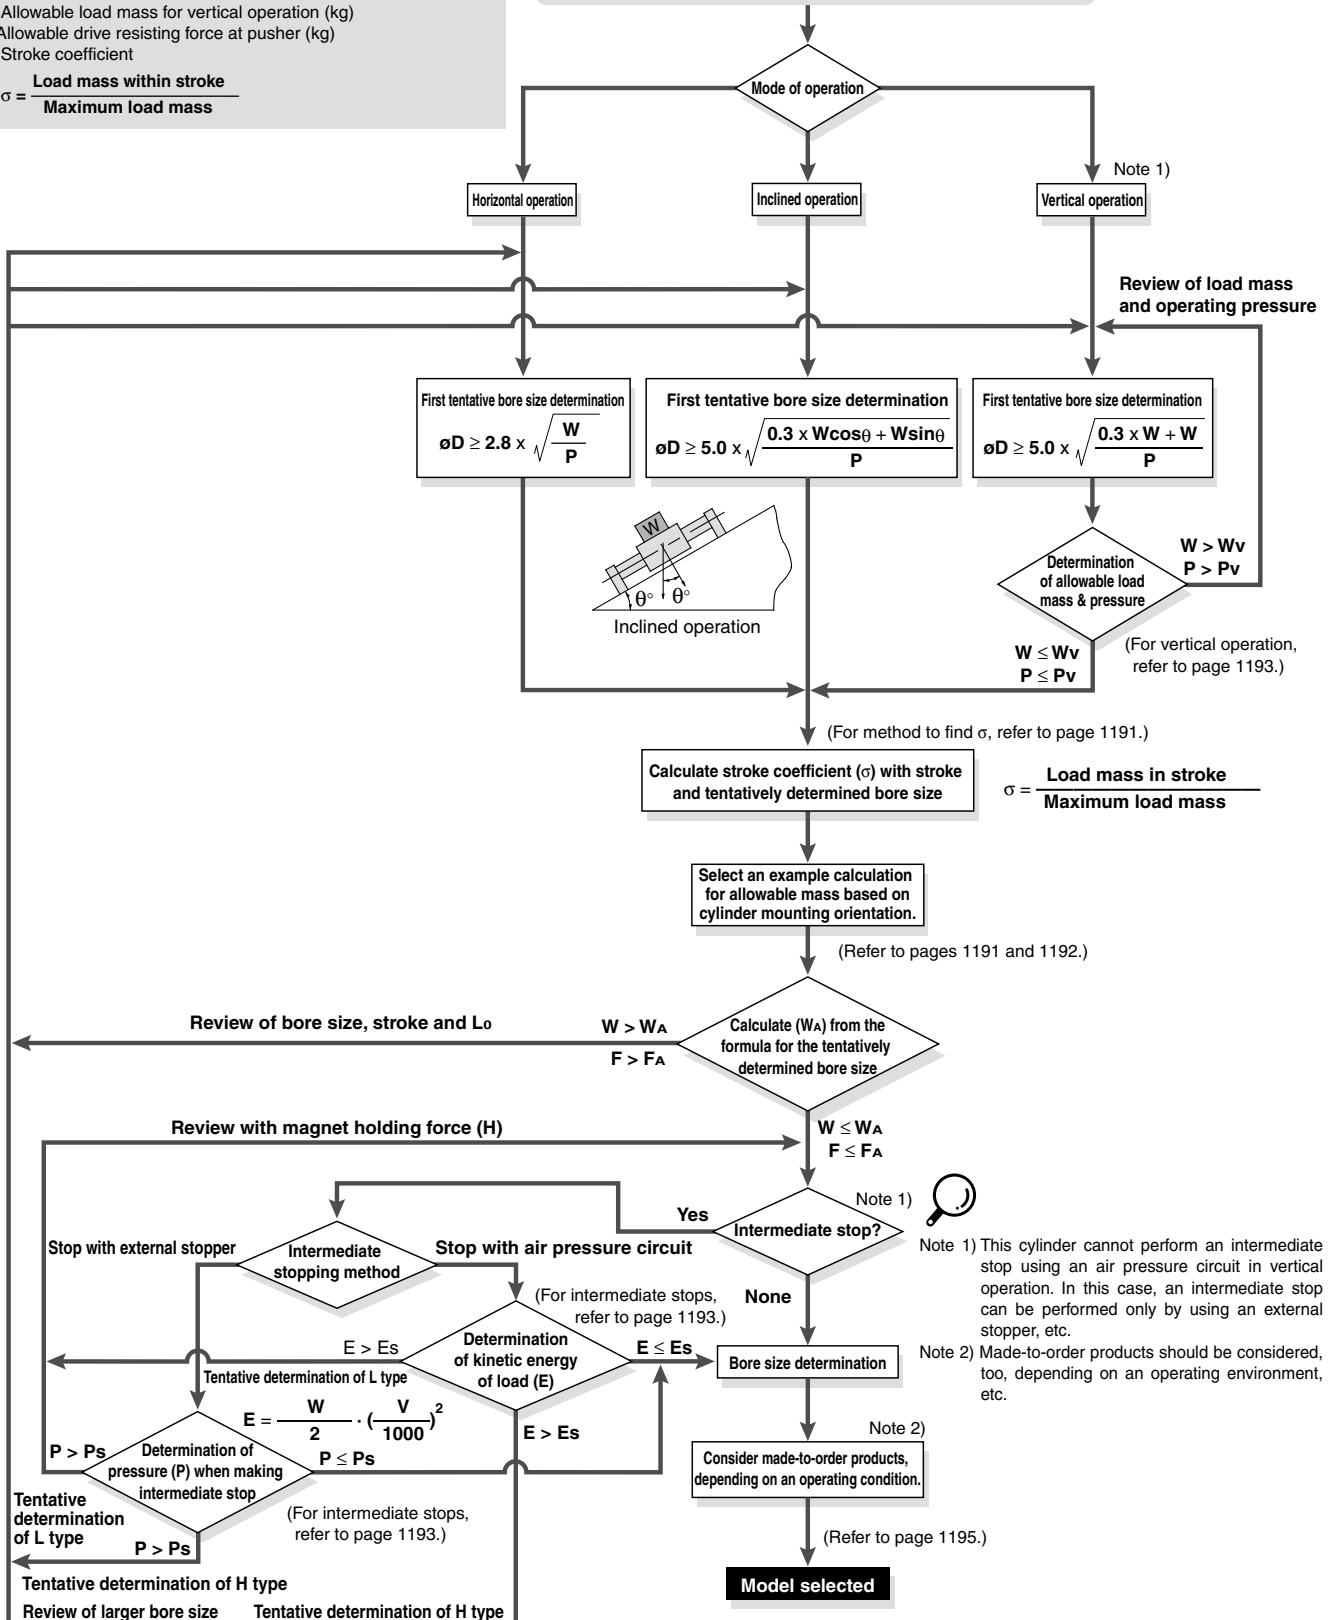 Allowable load mass for vertical operation (kg)
Allowable drive resisting force at pusher (kg)
Stroke coefficient
σ = Load mass within stroke / Maximum load mass
Mode of operation
Note 1)
Horizontal operation
Inclined operation
Vertical operation
Review of load mass
and operating pressure
First tentative bore size determination
øD ≥ 2.8 x √(W / P)
First tentative bore size determination
øD ≥ 5.0 x √(0.3 x Wcosθ + Wsinθ / P)
First tentative bore size determination
øD ≥ 5.0 x √(0.3 x W + W / P)
W
θ° θ°
Inclined operation
Determination
of allowable load
mass & pressure
W > Wv
P > Pv
W ≤ Wv
P ≤ Pv
(For vertical operation,
refer to page 1193.)
(For method to find σ, refer to page 1191.)
Calculate stroke coefficient (σ) with stroke
and tentatively determined bore size
σ = Load mass in stroke / Maximum load mass
Select an example calculation
for allowable mass based on
cylinder mounting orientation.
(Refer to pages 1191 and 1192.)
Review of bore size, stroke and L0
W > WA
F > FA
Calculate (WA) from the
formula for the tentatively
determined bore size
Review with magnet holding force (H)
W ≤ WA
F ≤ FA
Note 1)
Yes
Intermediate stop?
Stop with external stopper
Intermediate
stopping method
Stop with air pressure circuit
(For intermediate stops,
refer to page 1193.)
None
Note 1) This cylinder cannot perform an intermediate
stop using an air pressure circuit in vertical
operation. In this case, an intermediate stop
can be performed only by using an external
stopper, etc.
Note 2) Made-to-order products should be considered,
too, depending on an operating environment,
etc.
E > Es
Determination
of kinetic energy
of load (E)
E ≤ Es
Bore size determination
Tentative determination of L type
E = W / 2 · (V / 1000)²
E > Es
P > Ps
Determination of
pressure (P) when making
intermediate stop
P ≤ Ps
Note 2)
Consider made-to-order products,
depending on an operating condition.
Tentative
determination
of L type
(For intermediate stops,
refer to page 1193.)
P > Ps
(Refer to page 1195.)
Tentative determination of H type
Model selected
Review of larger bore size
Tentative determination of H type